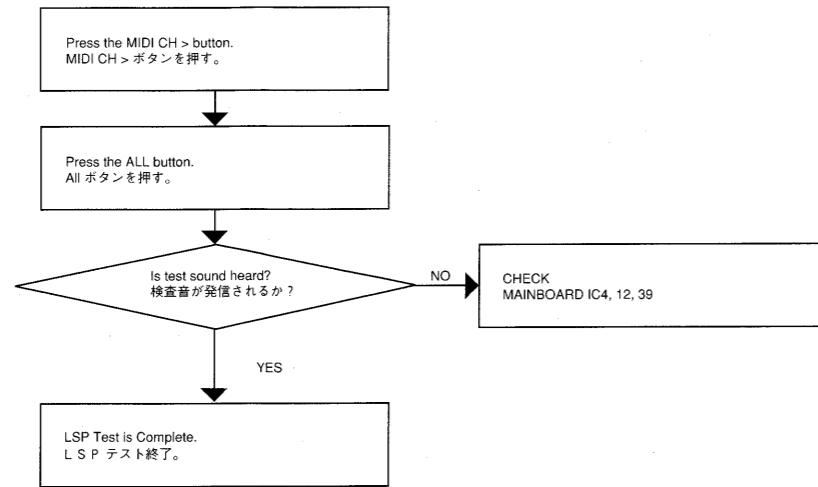 Press the MIDI CH > button.
MIDI CH > ボタンを押す。
Press the ALL button.
All ボタンを押す。
Is test sound heard?
検査音が発信されるか？
NO
CHECK
MAINBOARD IC4, 12, 39
YES
LSP Test is Complete.
ＬＳＰ テスト終了。